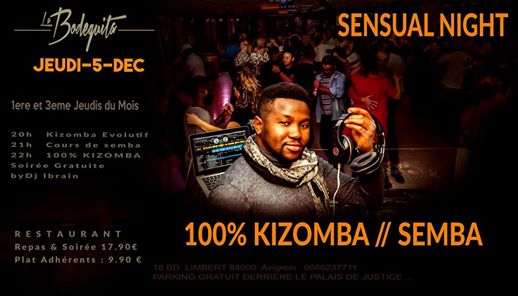 La
Bodeguita
SENSUAL NIGHT
JEUDI-5-DEC
1ere et 3eme Jeudis du Mois
20h Kizomba Evolutif
21h Cours de semba
22h 100% KIZOMBA
Soirée Gratuite
byDj Ibrain
RESTAURANT
Repas & Soirée 17.90€
Plat Adhérents : 9.90 €
100% KIZOMBA // SEMBA
18 BD LIMBERT 84000 Avignon 0666237711
PARKING GRATUIT DERRIÈRE LE PALAIS DE JUSTICE ...